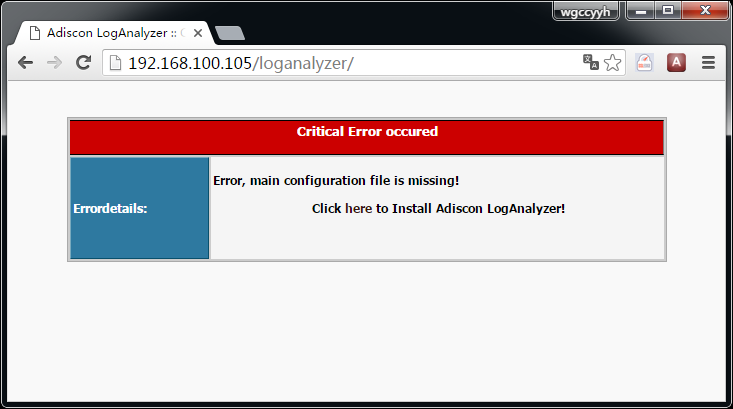 wgccyyh
Adiscon LogAnalyzer ::
192.168.100.105/loganalyzer/
A
Critical Error occured
Errordetails:
Error, main configuration file is missing!
Click here to Install Adiscon LogAnalyzer!